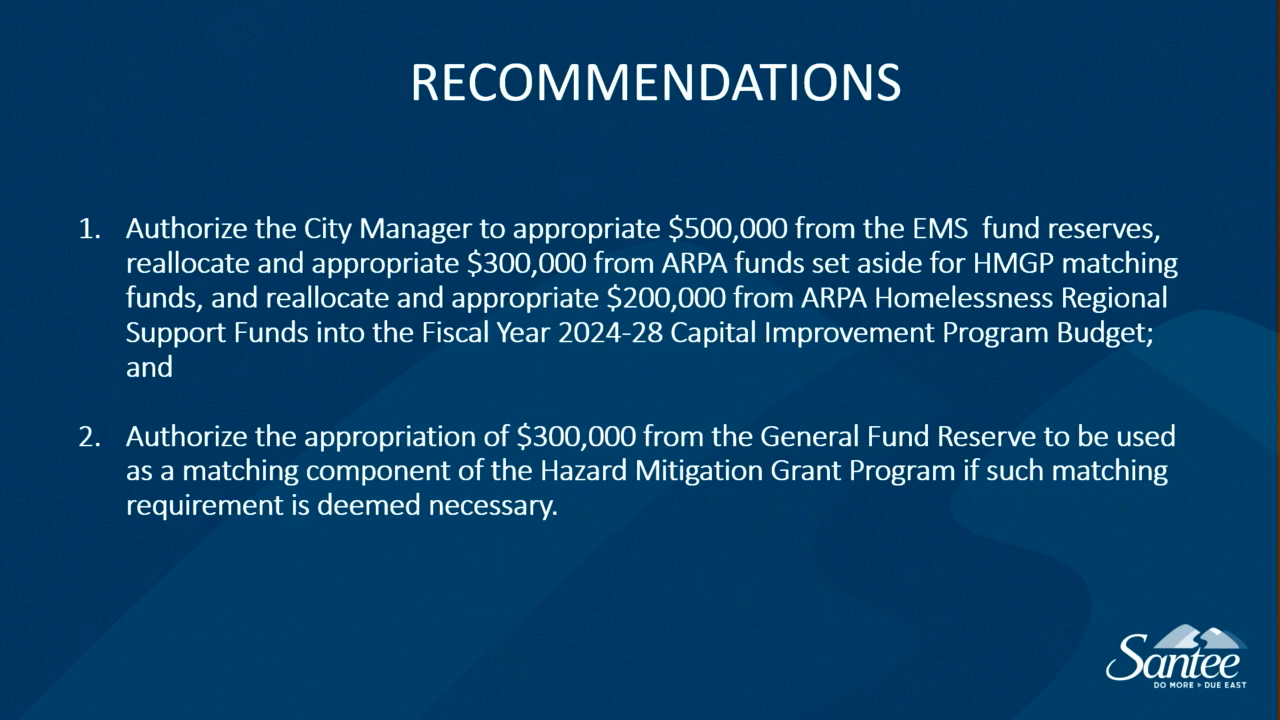 RECOMMENDATIONS
1. Authorize the City Manager to appropriate $500,000 from the EMS  fund reserves,
reallocate and appropriate $300,000 from ARPA funds set aside for HMGP matching
funds, and reallocate and appropriate $200,000 from ARPA Homelessness Regional
Support Funds into the Fiscal Year 2024-28 Capital Improvement Program Budget;
and
2. Authorize the appropriation of $300,000 from the General Fund Reserve to be used
as a matching component of the Hazard Mitigation Grant Program if such matching
requirement is deemed necessary.
Santee
DO MORE ▸ DUE EAST